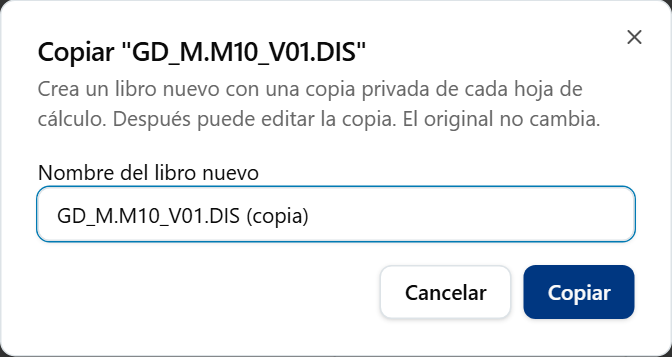 Copiar "GD_M.M10_V01.DIS"
Crea un libro nuevo con una copia privada de cada hoja de
cálculo. Después puede editar la copia. El original no cambia.
Nombre del libro nuevo
GD_M.M10_V01.DIS (copia)
Cancelar
Copiar